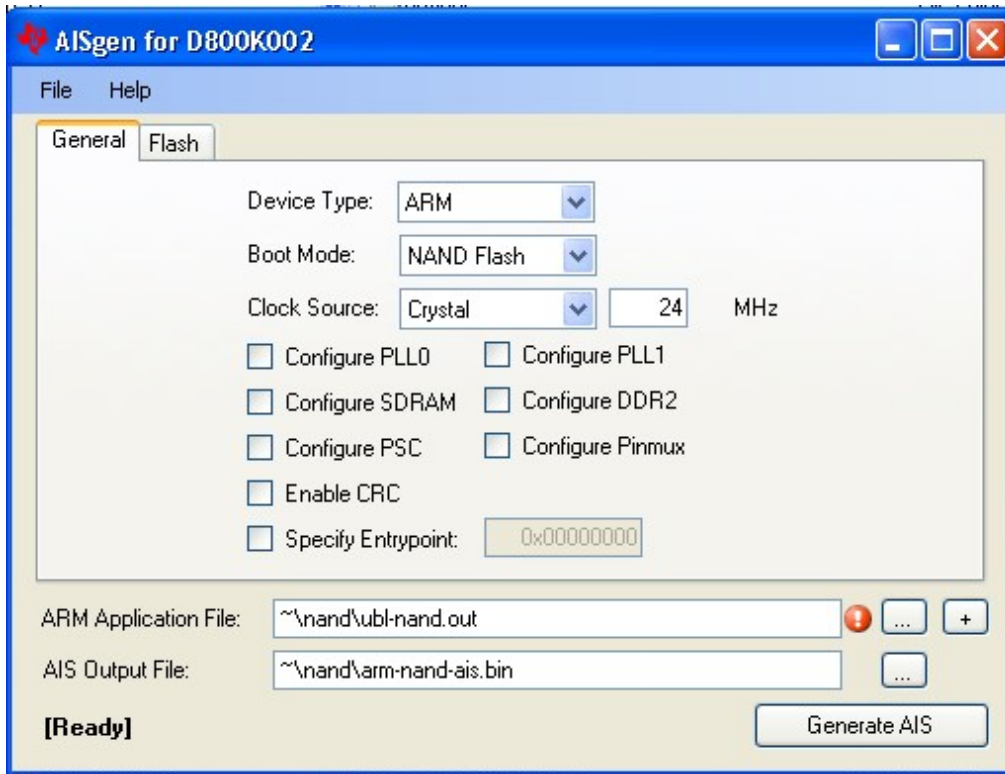 AISgen for D800K002
File Help
General Flash
Device Type: ARM
Boot Mode: NAND Flash
Clock Source: Crystal 24 MHz
Configure PLL0 Configure PLL1
Configure SDRAM Configure DDR2
Configure PSC Configure Pinmux
Enable CRC
Specify Entrypoint: 0x00000000
ARM Application File: ~\nand\ubl-nand.out ... +
AIS Output File: ~\nand\arm-nand-ais.bin ...
[Ready] Generate AIS